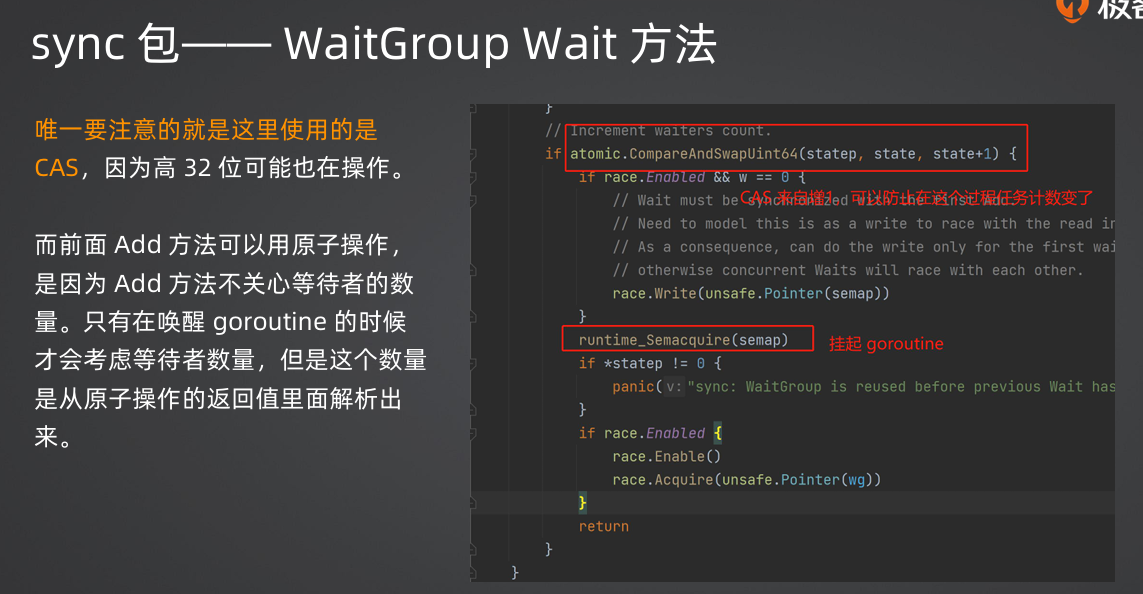 极客
sync 包—— WaitGroup Wait 方法
唯一要注意的就是这里使用的是
CAS，因为高 32 位可能也在操作。
而前面 Add 方法可以用原子操作，
是因为 Add 方法不关心等待者的数
量。只有在唤醒 goroutine 的时候
才会考虑等待者数量，但是这个数量
是从原子操作的返回值里面解析出
来。
}
// Increment waiters count.
if atomic.CompareAndSwapUint64(statep, state, state+1) {
if race.Enabled && w == 0 {
CAS 来自增1，可以防止在这个过程任务计数变了
// Wait must be synchronized with the first Add.
// Need to model this is as a write to race with the read in
// As a consequence, can do the write only for the first wai
// otherwise concurrent Waits will race with each other.
race.Write(unsafe.Pointer(semap))
}
runtime_Semacquire(semap)
挂起 goroutine
if *statep != 0 {
panic( v: "sync: WaitGroup is reused before previous Wait has
}
if race.Enabled {
race.Enable()
race.Acquire(unsafe.Pointer(wg))
}
return
}
}